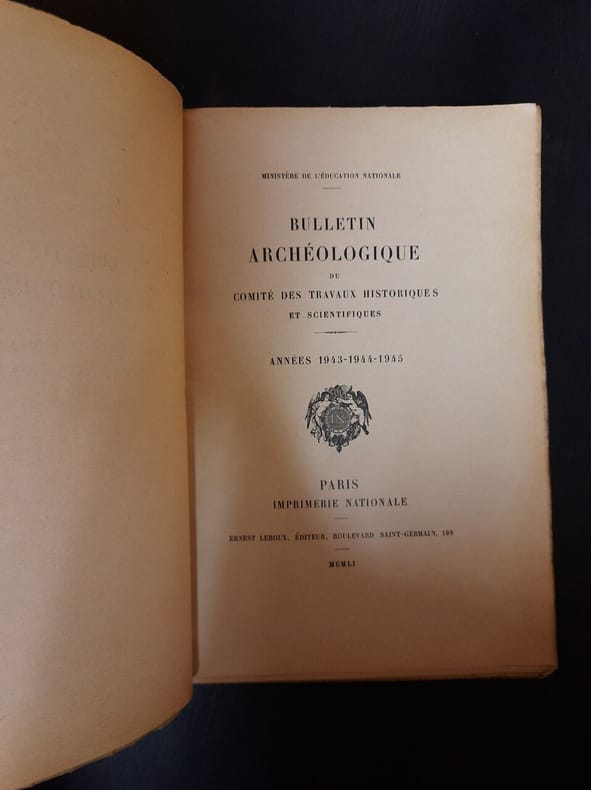 MINISTÈRE DE L'ÉDUCATION NATIONALE
BULLETIN
ARCHÉOLOGIQUE
DU
COMITÉ DES TRAVAUX HISTORIQUES
ET SCIENTIFIQUES
ANNÉES 1943-1944-1945
PARIS
IMPRIMERIE NATIONALE
ERNEST LEROUX, ÉDITEUR, BOULEVARD SAINT-GERMAIN, 108
MCMLI